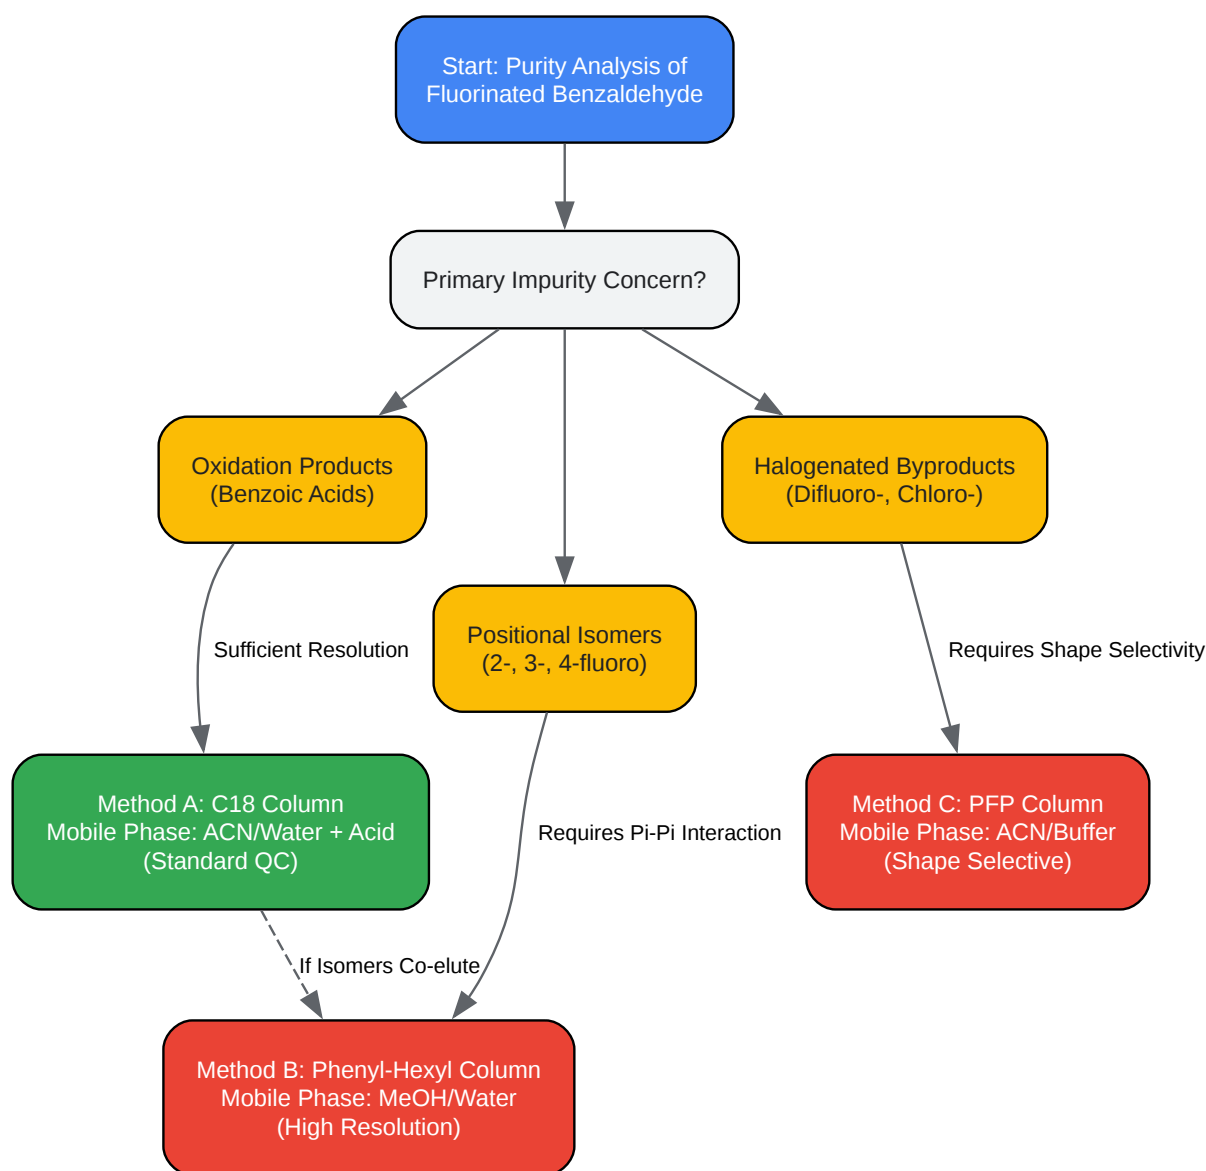 Start: Purity Analysis of
Fluorinated Benzaldehyde
Primary Impurity Concern?
Oxidation Products
(Benzoic Acids)
Halogenated Byproducts
(Difluoro-, Chloro-)
Positional Isomers
(2-, 3-, 4-fluoro)
Sufficient Resolution
Requires Shape Selectivity
Method A: C18 Column
Mobile Phase: ACN/Water + Acid
(Standard QC)
Requires Pi-Pi Interaction
Method C: PFP Column
Mobile Phase: ACN/Buffer
(Shape Selective)
If Isomers Co-elute
Method B: Phenyl-Hexyl Column
Mobile Phase: MeOH/Water
(High Resolution)